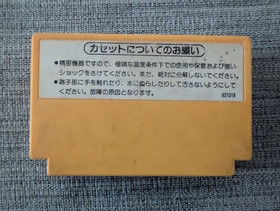 カセットについてのお願い
●精密機器ですので、極端な温度条件下での使用や保管および強い
ショックをさけてください。また、絶対に分解しないでください。
●端子部に手を触れたり、水にぬらしたりして汚さないようにして
ください。故障の原因となります。
831018